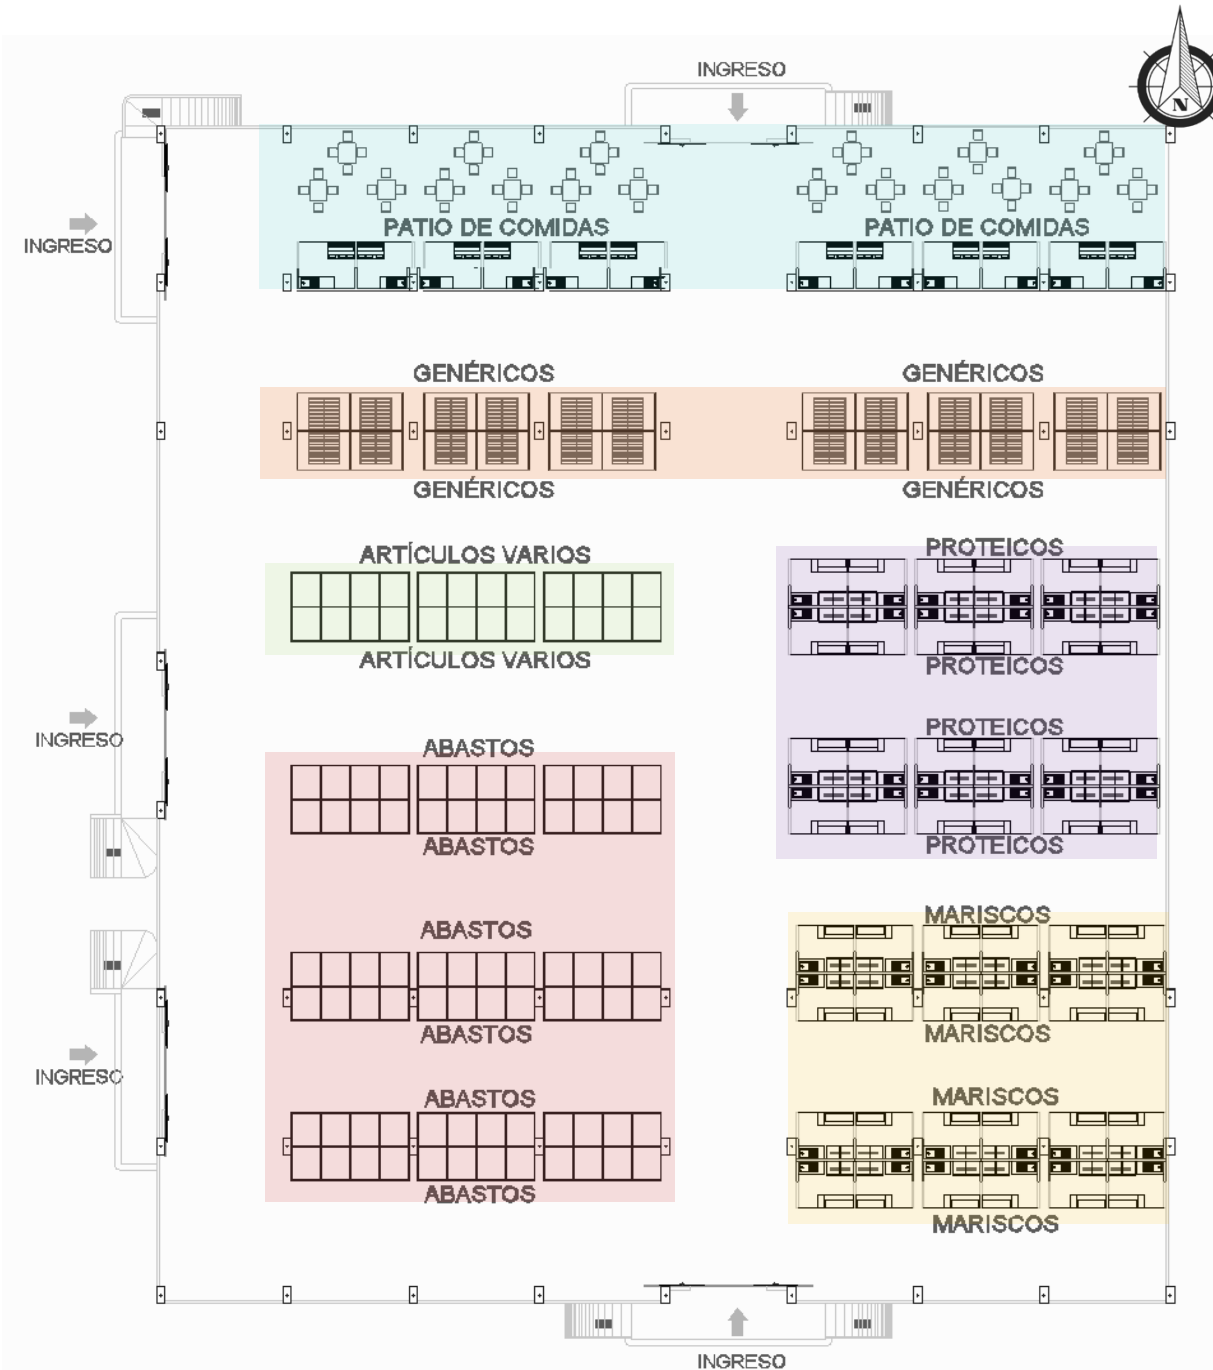 INGRESO
N
INGRESO
PATIO DE COMIDAS
PATIO DE COMIDAS
GENÉRICOS
GENÉRICOS
GENÉRICOS
GENÉRICOS
ARTÍCULOS VARIOS
PROTEICOS
ARTÍCULOS VARIOS
PROTEICOS
INGRESO
ABASTOS
PROTEICOS
ABASTOS
PROTEICOS
ABASTOS
MARISCOS
ABASTOS
MARISCOS
INGRESO
ABASTOS
MARISCOS
ABASTOS
MARISCOS
INGRESO